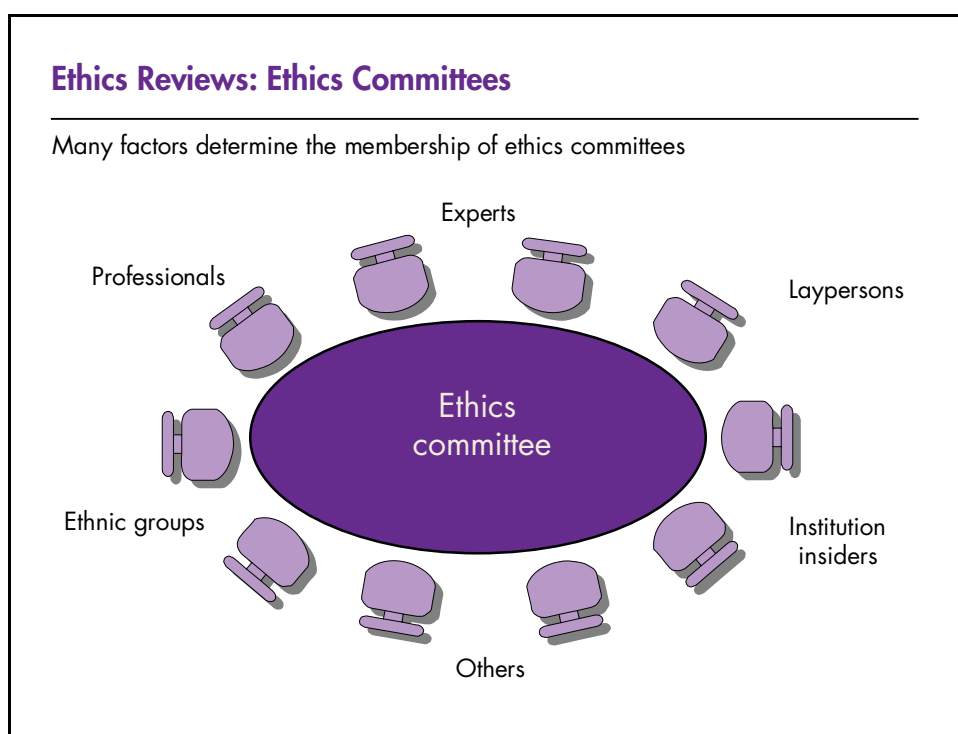 Ethics Reviews: Ethics Committees
Many factors determine the membership of ethics committees
Experts
Professionals
Laypersons
Ethics
committee
Ethnic groups
Institution
insiders
Others